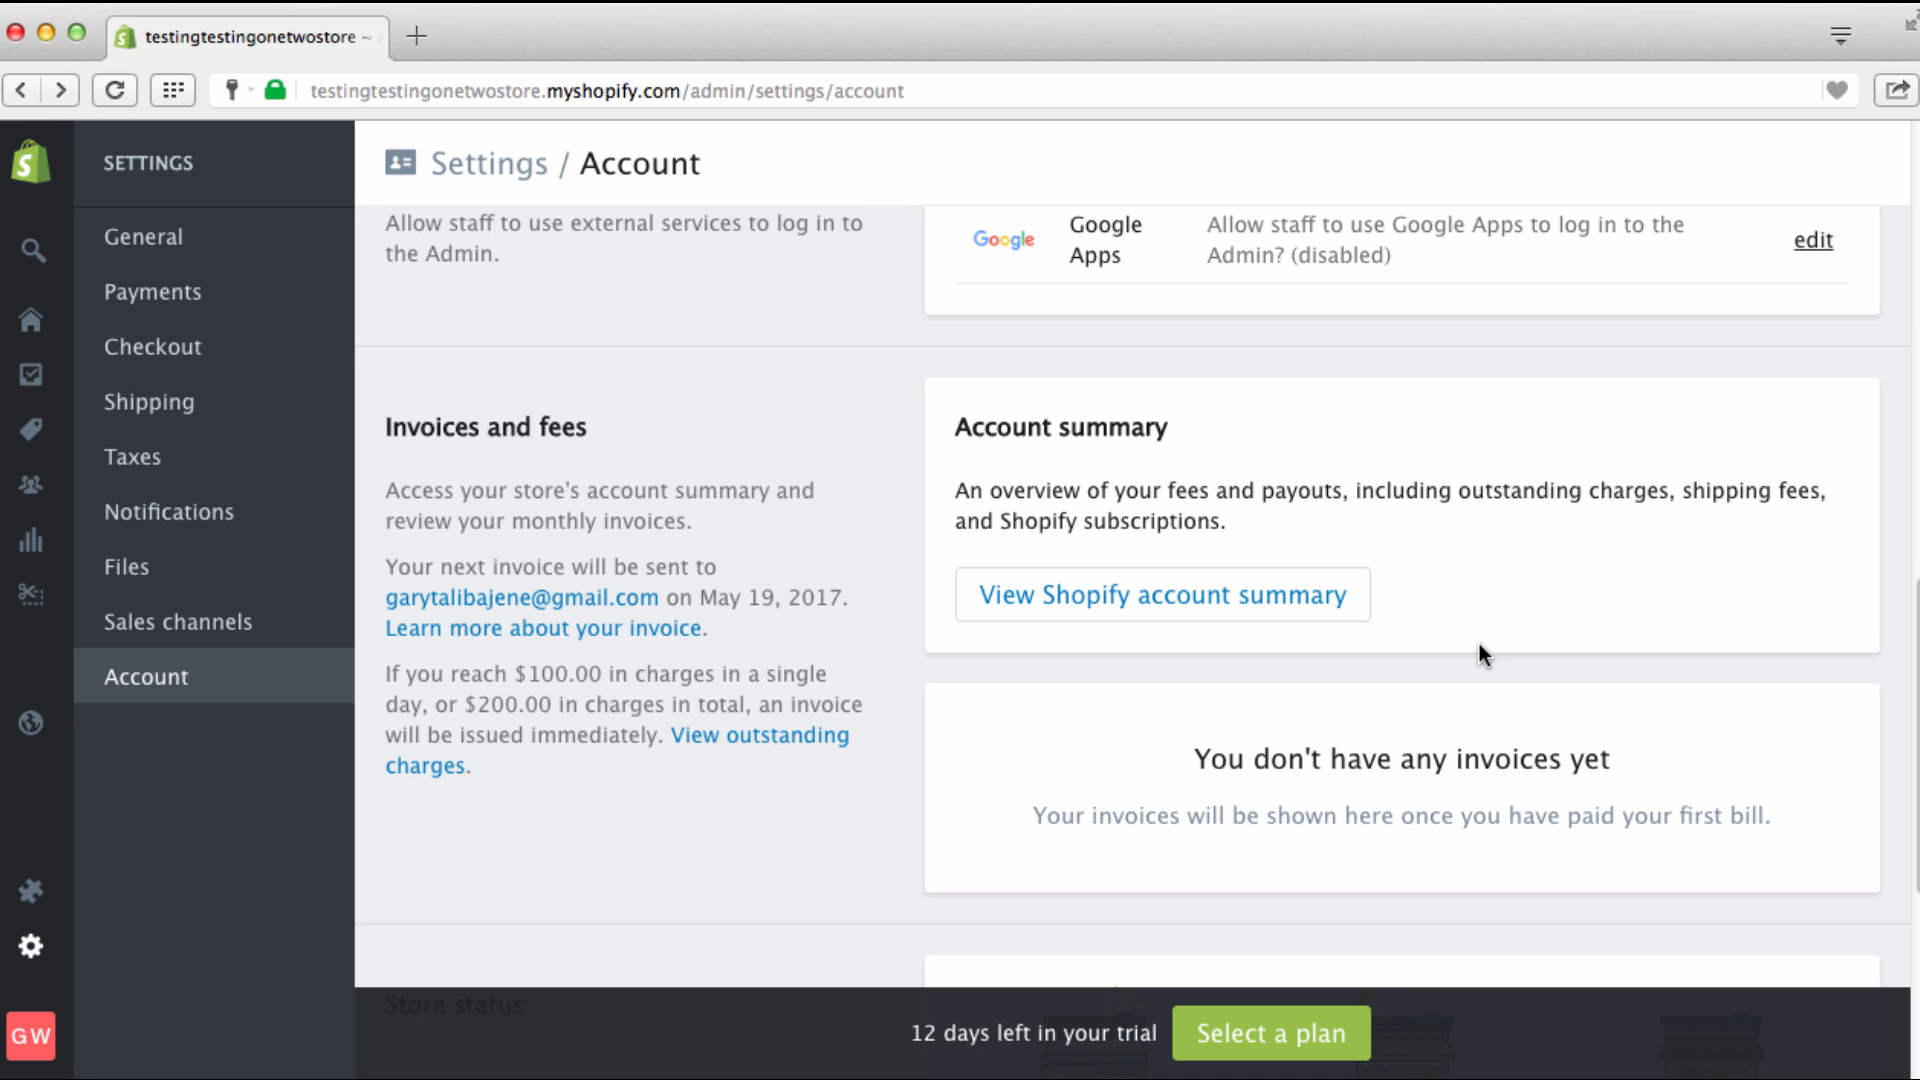 testingtestingonetwostore ~
testingtestingonetwostore.myshopify.com/admin/settings/account
SETTINGS
General
Payments
Checkout
Shipping
Taxes
Notifications
Files
Sales channels
Account
GW
Settings / Account
Allow staff to use external services to log in to
the Admin.
Google
Google
Apps
Allow staff to use Google Apps to log in to the
Admin? (disabled)
edit
Invoices and fees
Access your store's account summary and
review your monthly invoices.
Your next invoice will be sent to
garytalibajene@gmail.com on May 19, 2017.
Learn more about your invoice.
If you reach $100.00 in charges in a single
day, or $200.00 in charges in total, an invoice
will be issued immediately. View outstanding
charges.
Account summary
An overview of your fees and payouts, including outstanding charges, shipping fees,
and Shopify subscriptions.
View Shopify account summary
You don't have any invoices yet
Your invoices will be shown here once you have paid your first bill.
Store status
12 days left in your trial
Select a plan